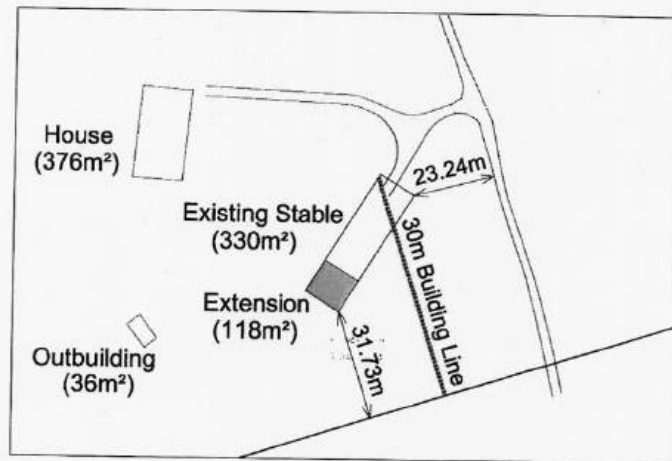 House
(376m²)
23.24m
Existing Stable
(330m²)
30m Building Line
Extension
(118m²)
31.73m
Outbuilding
(36m²)